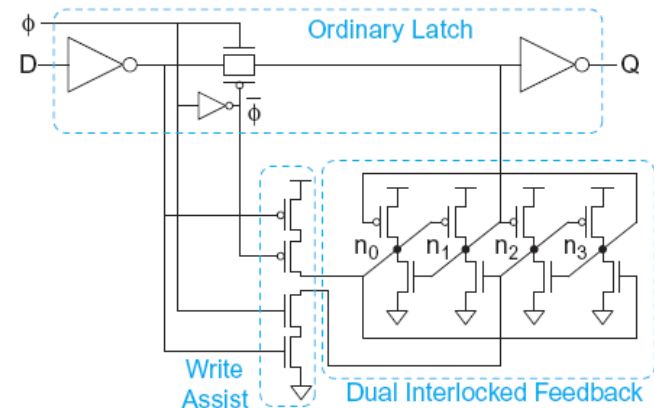 ϕ
Ordinary Latch
D
Q
ϕ̅
n0
n1
n2
n3
Write
Assist
Dual Interlocked Feedback